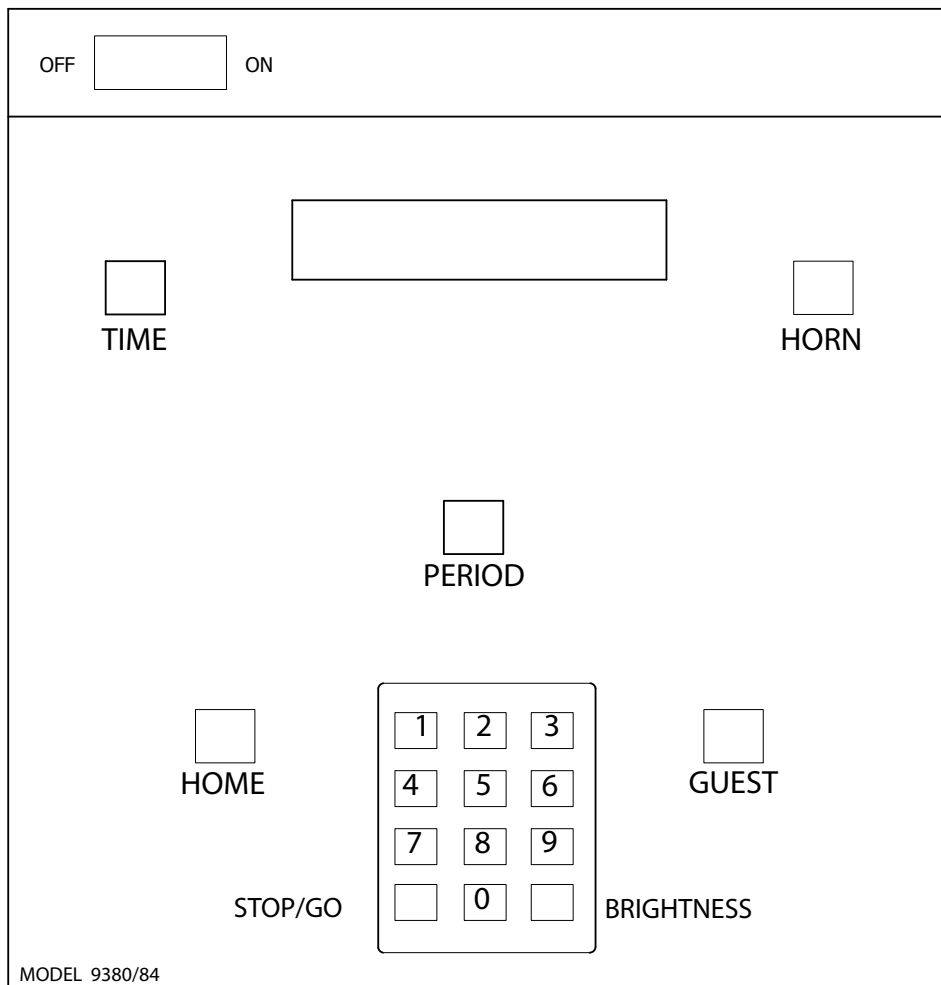 OFF ON
TIME
HORN
PERIOD
1 2 3
HOME
GUEST
4 5 6
7 8 9
STOP/GO 0 BRIGHTNESS
MODEL 9380/84